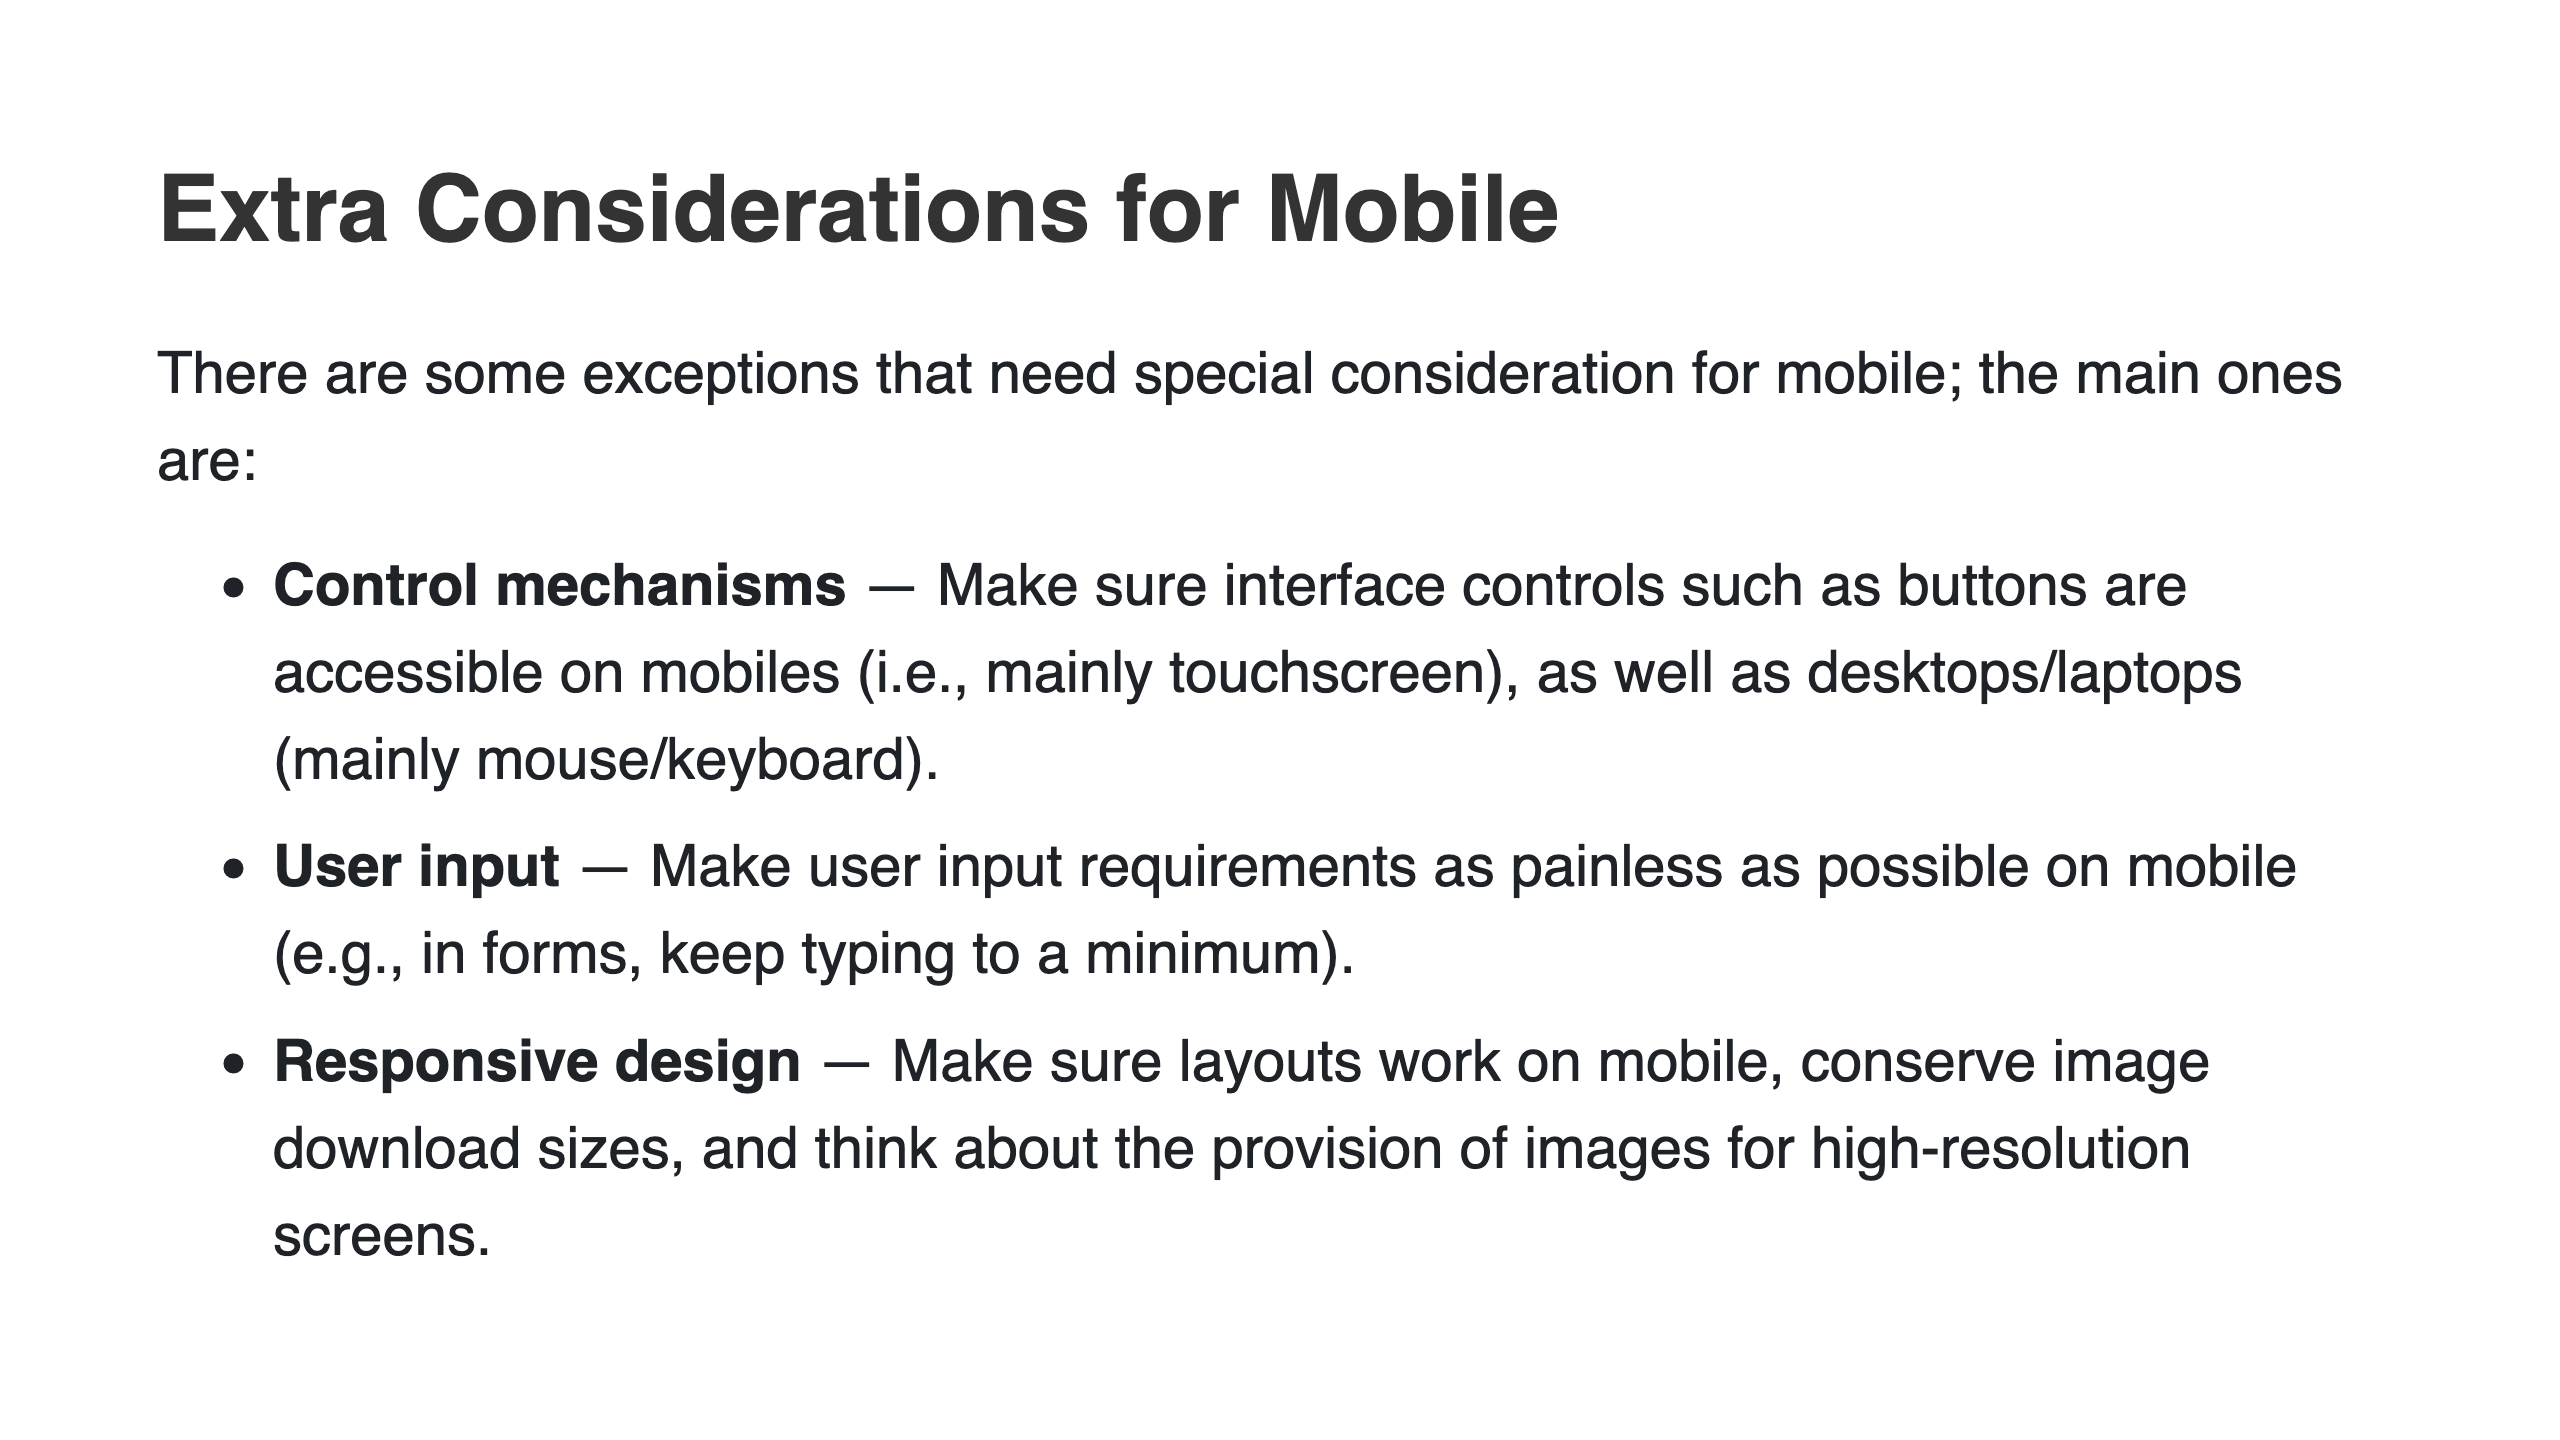 Extra Considerations for Mobile
There are some exceptions that need special consideration for mobile; the main ones
are:
• Control mechanisms — Make sure interface controls such as buttons are
accessible on mobiles (i.e., mainly touchscreen), as well as desktops/laptops
(mainly mouse/keyboard).
• User input — Make user input requirements as painless as possible on mobile
(e.g., in forms, keep typing to a minimum).
• Responsive design — Make sure layouts work on mobile, conserve image
download sizes, and think about the provision of images for high-resolution
screens.